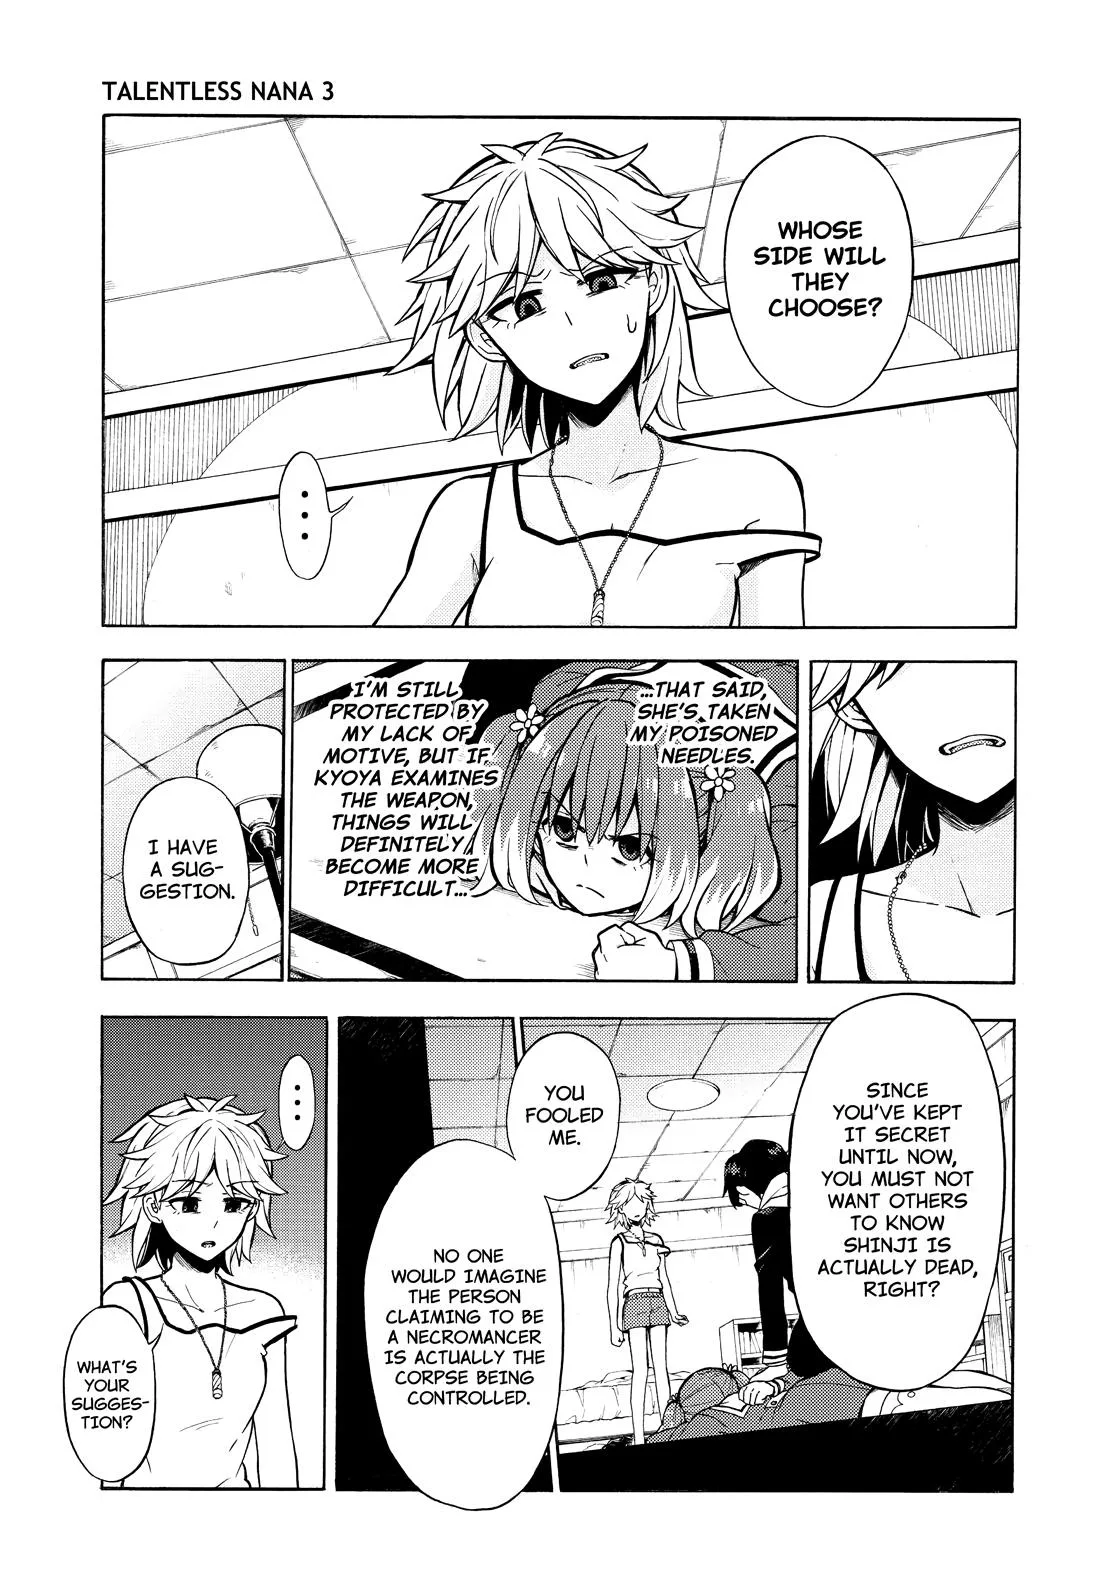 TALENTLESS NANA 3
WHOSE
SIDE WILL
THEY
CHOOSE?
...
...THAT SAID,
SHE'S TAKEN
MY POISONED
NEEDLES.
I'M STILL
PROTECTED BY
MY LACK OF
MOTIVE, BUT IF
KYOYA EXAMINES
THE WEAPON,
THINGS WILL
DEFINITELY
BECOME MORE
DIFFICULT...
I HAVE
A SUG-
GESTION.
SINCE
YOU'VE KEPT
IT SECRET
UNTIL NOW,
YOU MUST NOT
WANT OTHERS
TO KNOW
SHINJI IS
ACTUALLY DEAD,
RIGHT?
YOU
FOOLED
ME.
NO ONE
WOULD IMAGINE
THE PERSON
CLAIMING TO BE
A NECROMANCER
IS ACTUALLY THE
CORPSE BEING
CONTROLLED.
...
WHAT'S
YOUR
SUGGES-
TION?